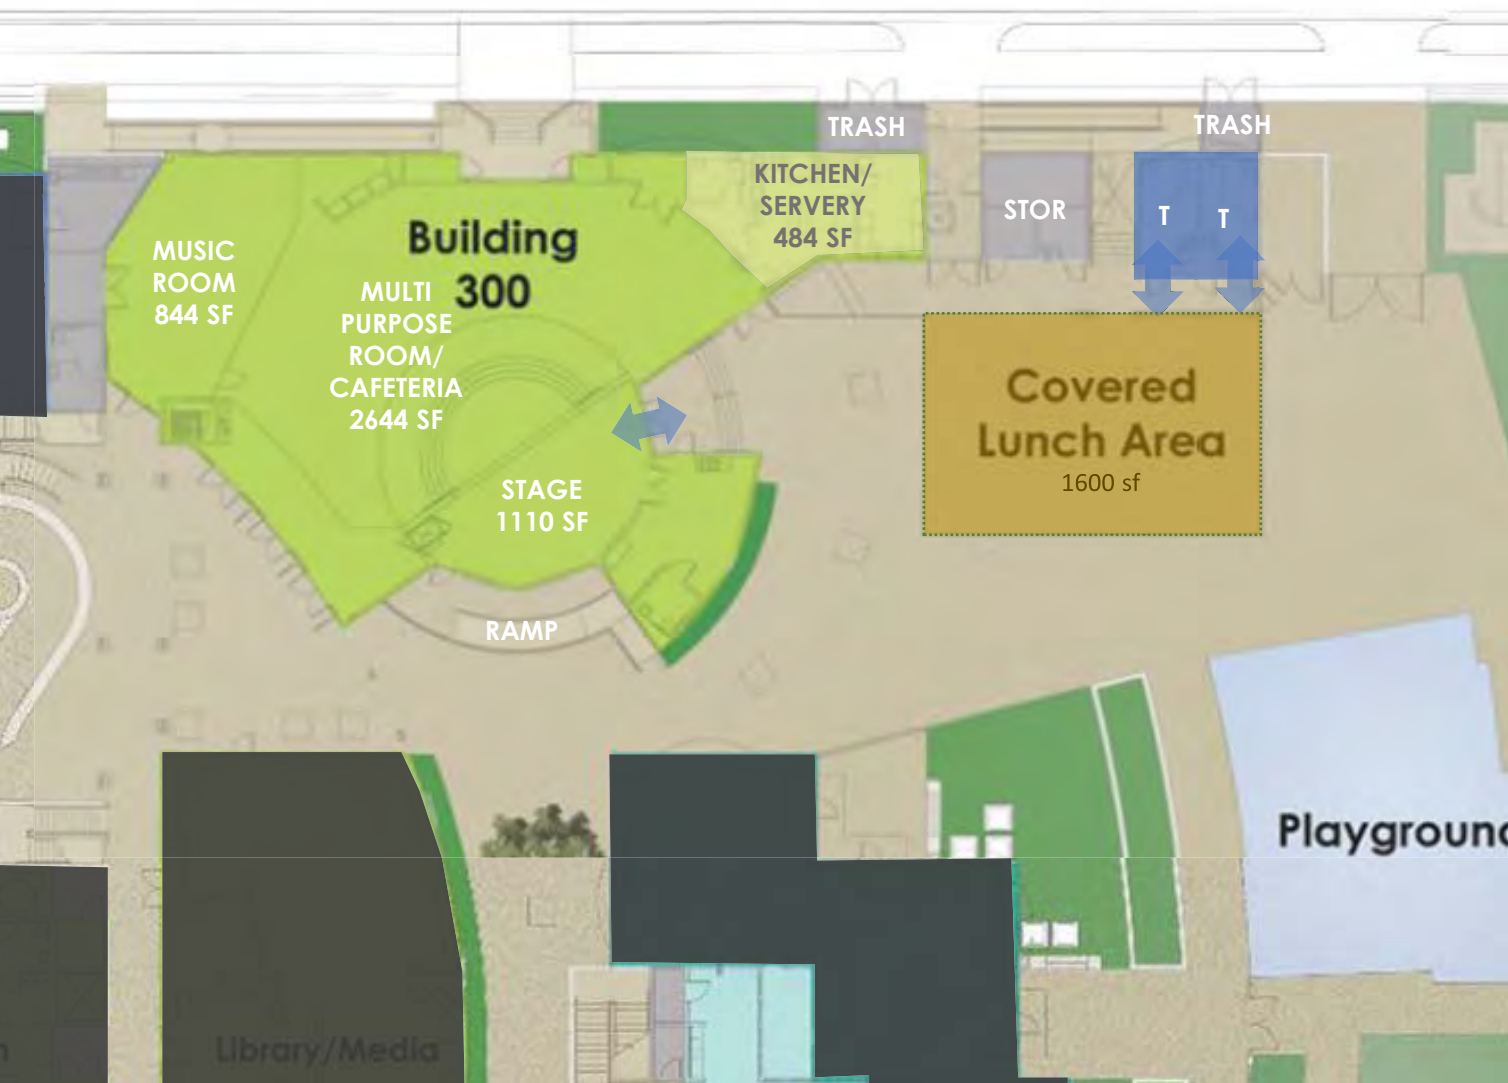 TRASH
TRASH
KITCHEN/
SERVERY
484 SF
STOR
T
T
Building
300
MUSIC
ROOM
844 SF
MULTI
PURPOSE
ROOM/
CAFETERIA
2644 SF
Covered
Lunch Area
1600 sf
STAGE
1110 SF
RAMP
Playground
Library/Media